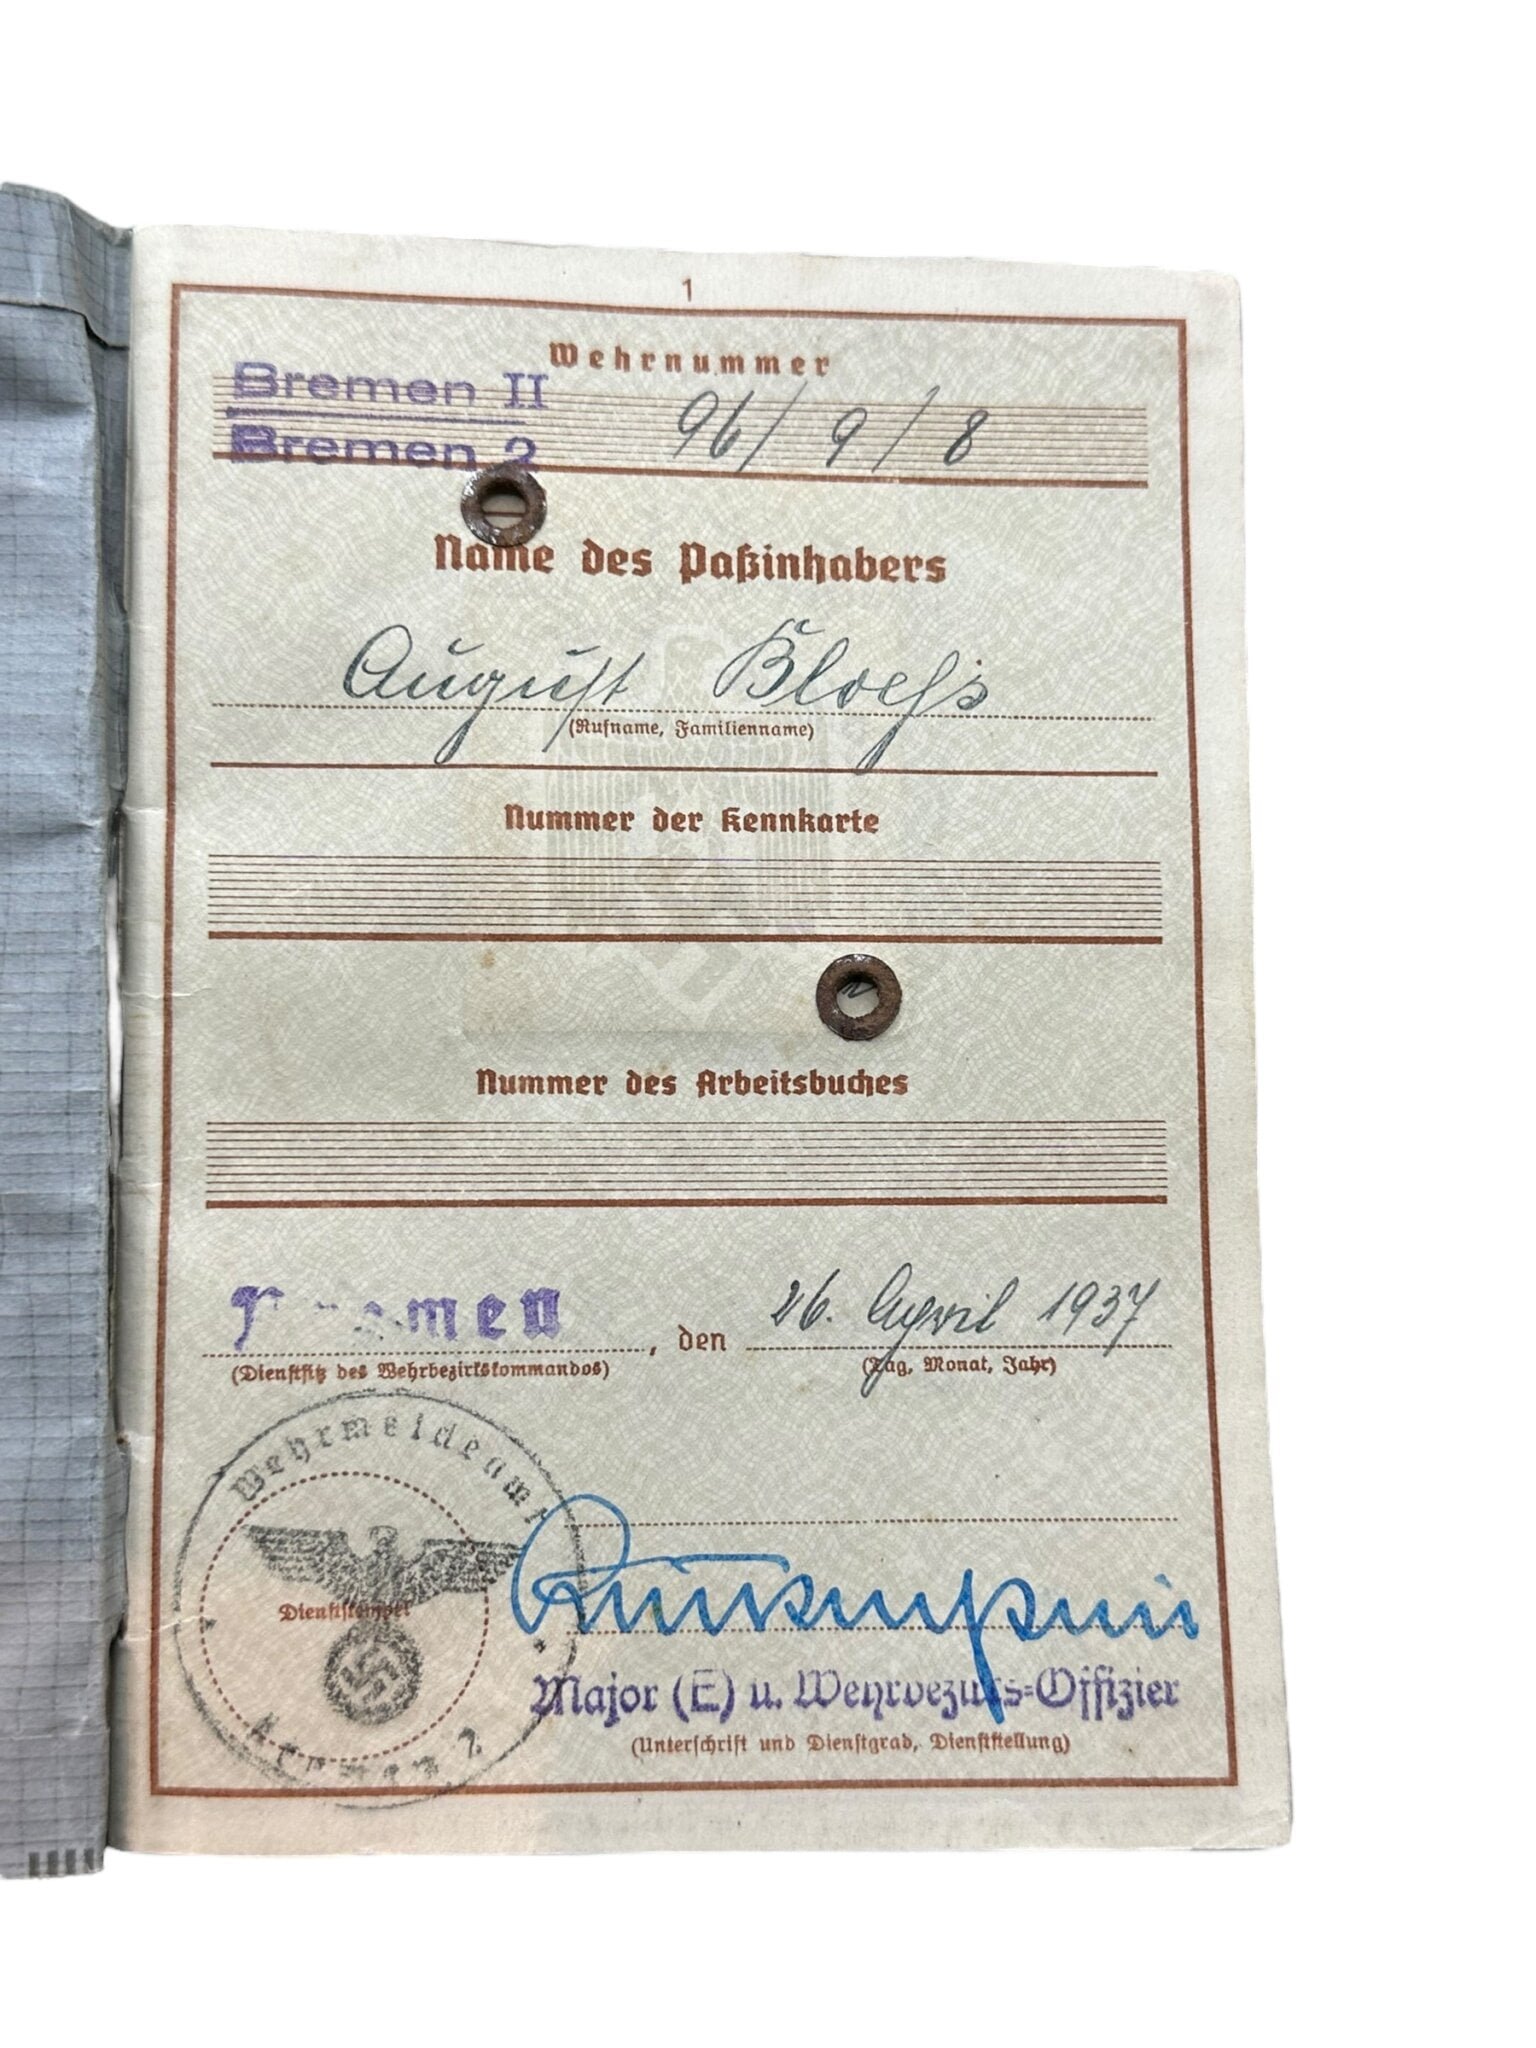 1
Wehrnummer
Bremen II
Bremen 2
96/9/8
Name des Paßinhabers
August Bloehs
(Rufname, Familienname)
Nummer der Kennkarte
Nummer des Arbeitsbuches
, den 26. April 1937
(Dienstsitz des Wehrbezirkskommandos) (Tag, Monat, Jahr)
Wehrmeldeamt
Dienststempel
Major (E) u. Wehrbezirks=Offizier
(Unterschrift und Dienstgrad, Dienststellung)